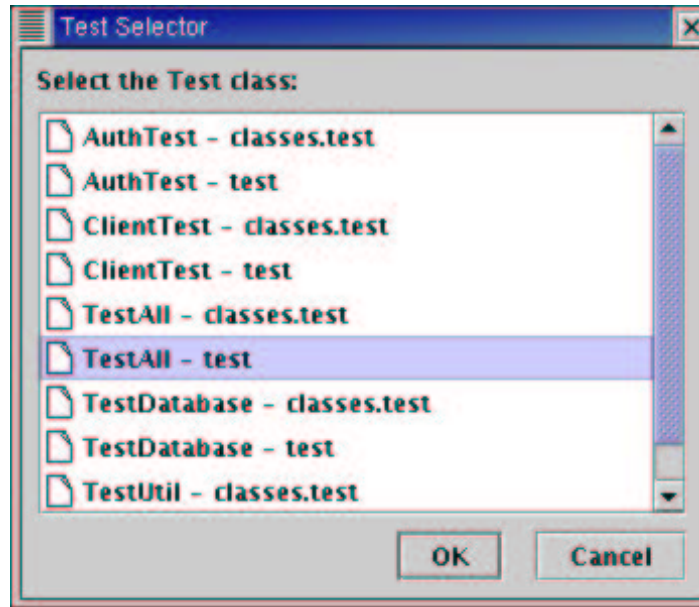 Test Selector
Select the Test class:
AuthTest - classes.test
AuthTest - test
ClientTest - classes.test
ClientTest - test
TestAll - classes.test
TestAll - test
TestDatabase - classes.test
TestDatabase - test
TestUtil - classes.test
OK Cancel